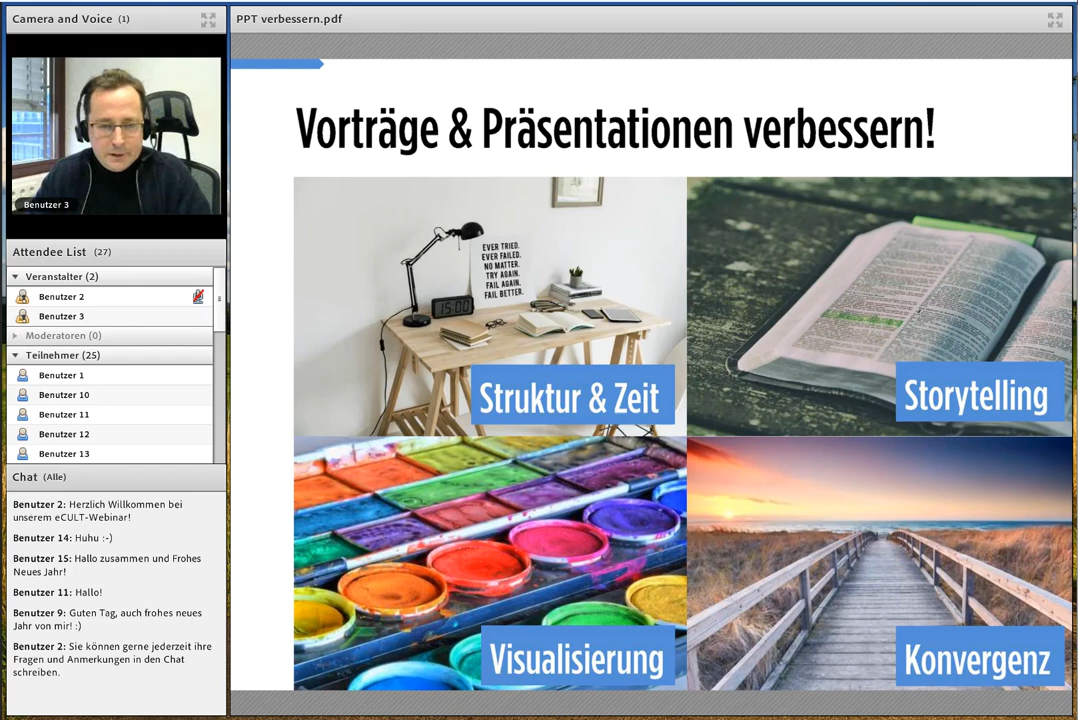 Camera and Voice (1)
Benutzer 3
Attendee List (27)
Veranstalter (2)
Benutzer 2
Benutzer 3
Moderatoren (0)
Teilnehmer (25)
Benutzer 1
Benutzer 10
Benutzer 11
Benutzer 12
Benutzer 13
Chat (Alle)
Benutzer 2: Herzlich Willkommen bei
unserem eCULT-Webinar!
Benutzer 14: Huhu :-)
Benutzer 15: Hallo zusammen und Frohes
Neues Jahr!
Benutzer 11: Hallo!
Benutzer 9: Guten Tag, auch frohes neues
Jahr von mir! :)
Benutzer 2: Sie können gerne jederzeit ihre
Fragen und Anmerkungen in den Chat
schreiben.
PPT verbessern.pdf
Vorträge & Präsentationen verbessern!
EVER TRIED.
EVER FAILED.
NO MATTER.
TRY AGAIN.
FAIL AGAIN.
FAIL BETTER.
15:00
Struktur & Zeit
Storytelling
Visualisierung
Konvergenz